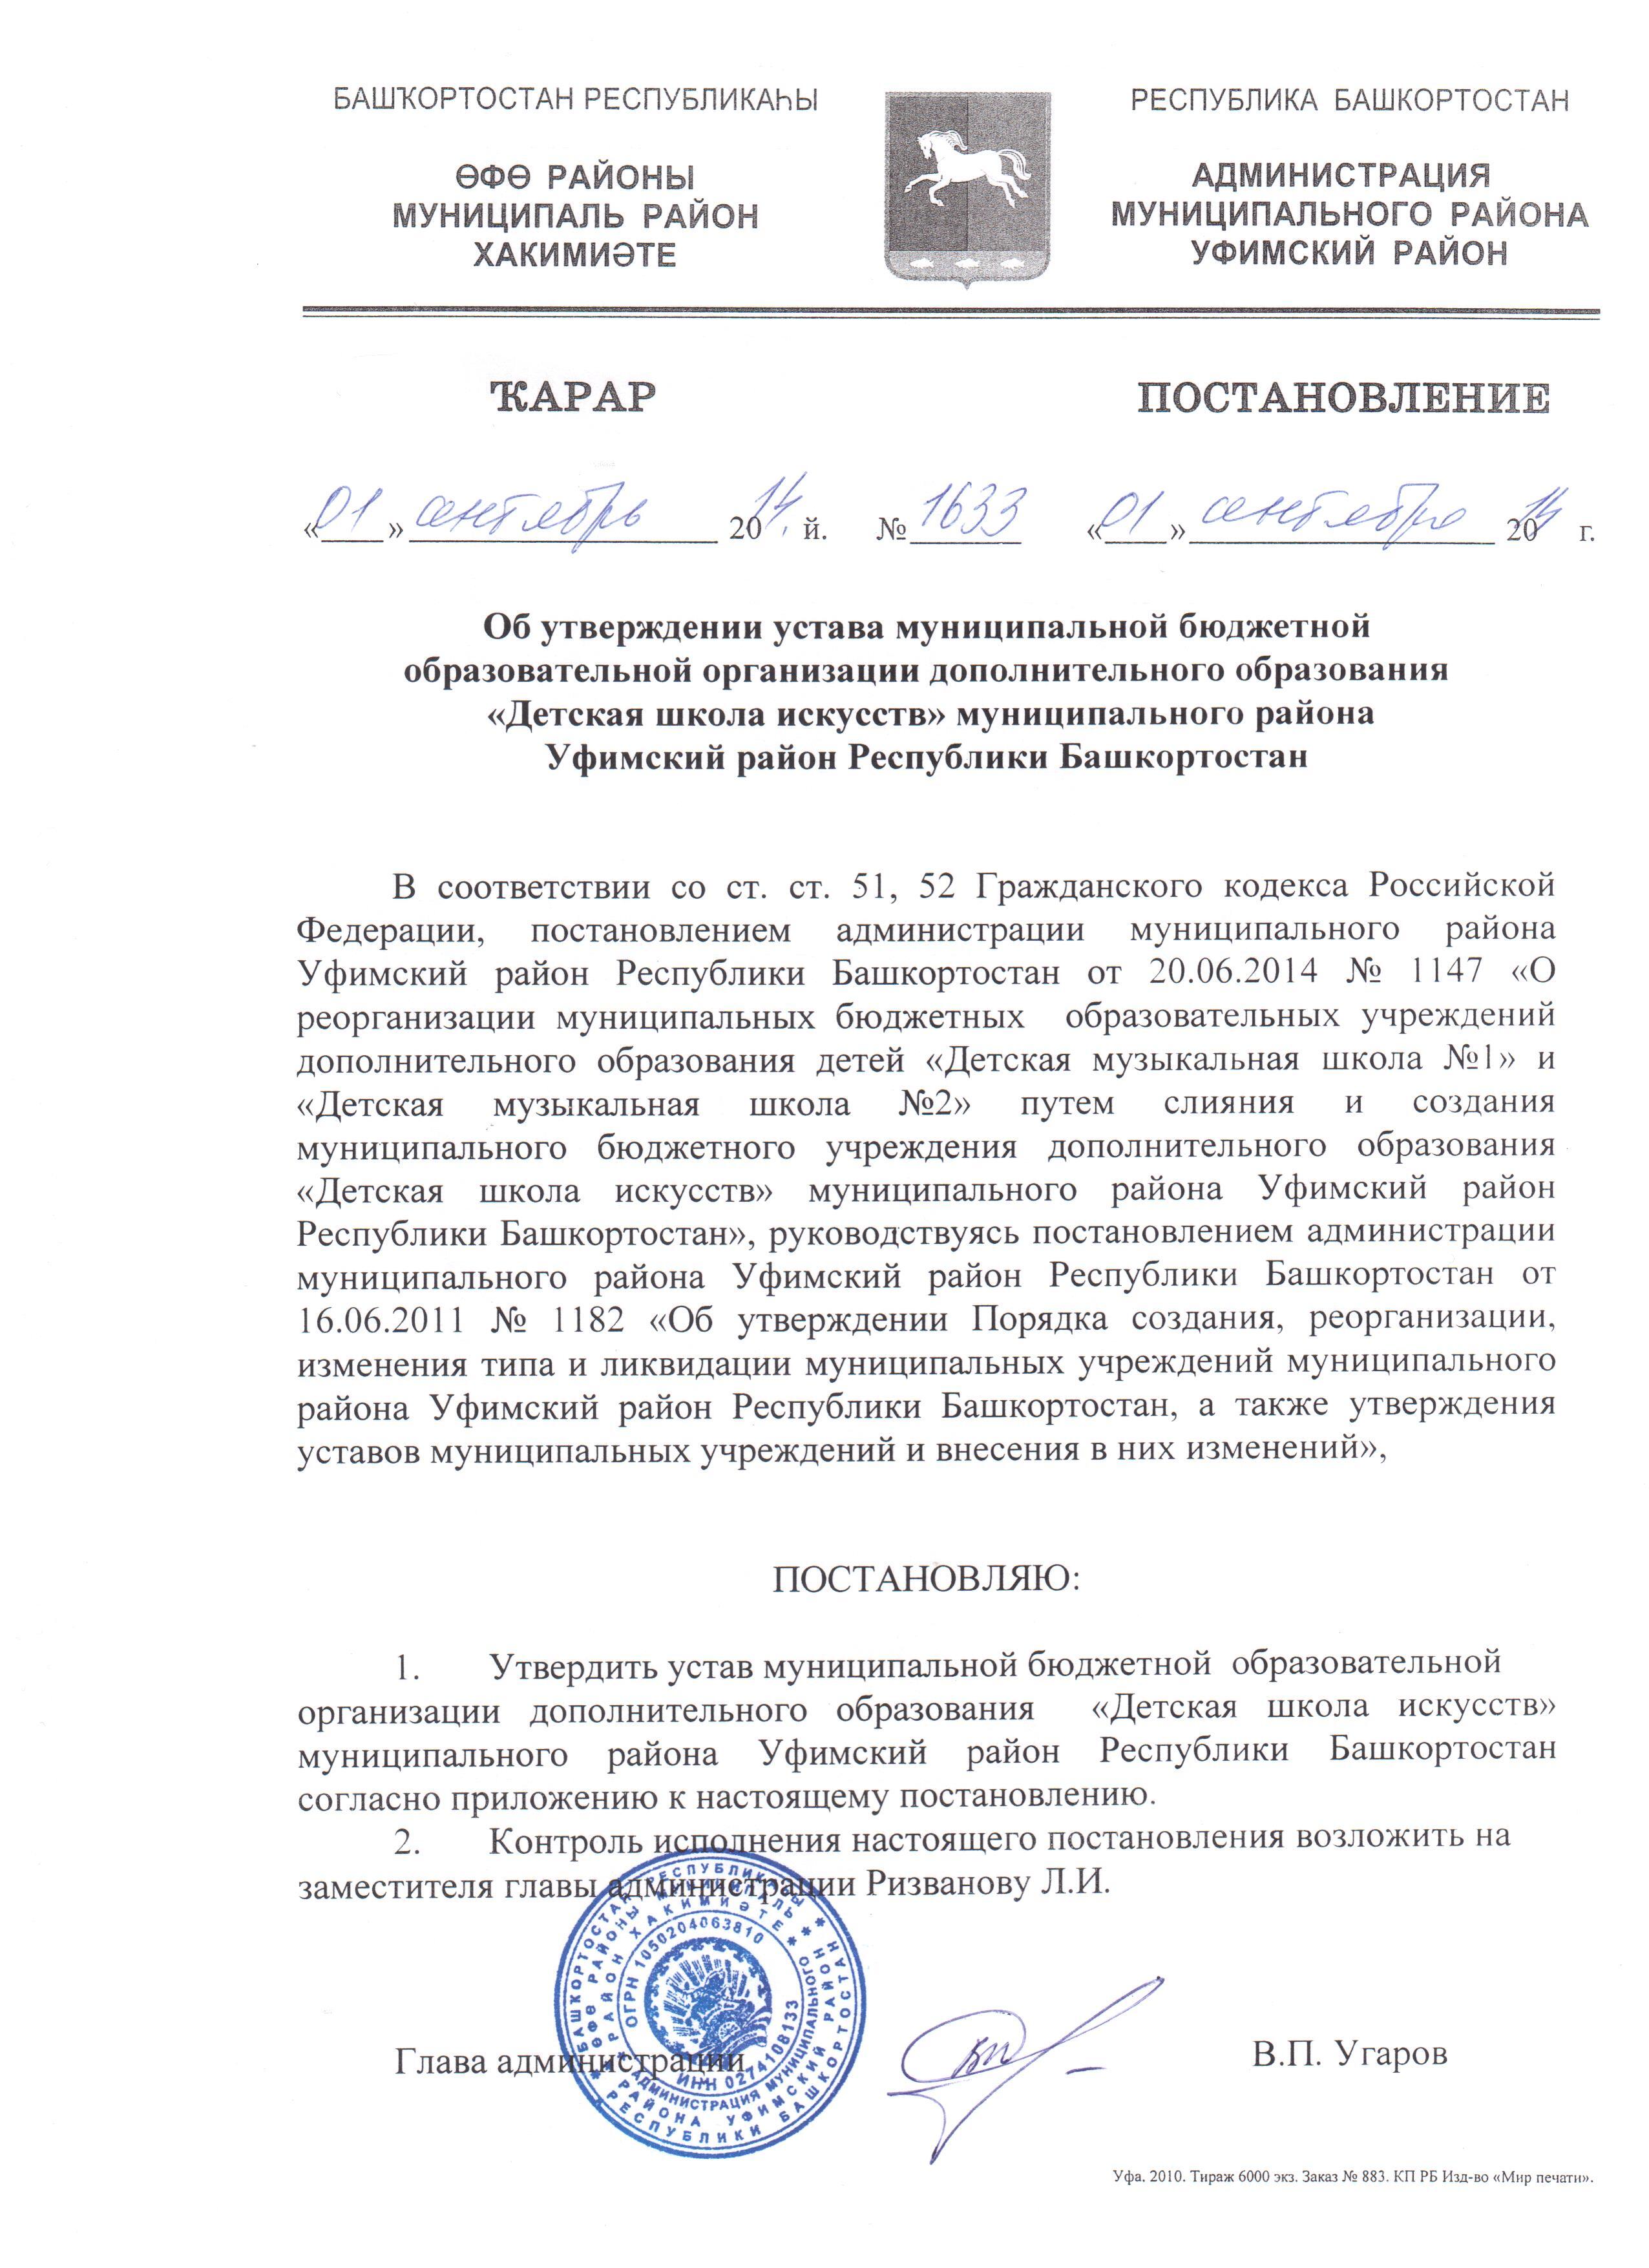 БАШҠОРТОСТАН РЕСПУБЛИКАҺЫ
ӨФӨ РАЙОНЫ
МУНИЦИПАЛЬ РАЙОН
ХАКИМИӘТЕ
РЕСПУБЛИКА БАШКОРТОСТАН
АДМИНИСТРАЦИЯ
МУНИЦИПАЛЬНОГО РАЙОНА
УФИМСКИЙ РАЙОН
ҠАРАР
ПОСТАНОВЛЕНИЕ
«01» сентябрь 2014 й. № 1633 «01» сентября 2014 г.
Об утверждении устава муниципальной бюджетной
образовательной организации дополнительного образования
«Детская школа искусств» муниципального района
Уфимский район Республики Башкортостан
В соответствии со ст. ст. 51, 52 Гражданского кодекса Российской
Федерации, постановлением администрации муниципального района
Уфимский район Республики Башкортостан от 20.06.2014 № 1147 «О
реорганизации муниципальных бюджетных образовательных учреждений
дополнительного образования детей «Детская музыкальная школа №1» и
«Детская музыкальная школа №2» путем слияния и создания
муниципального бюджетного учреждения дополнительного образования
«Детская школа искусств» муниципального района Уфимский район
Республики Башкортостан», руководствуясь постановлением администрации
муниципального района Уфимский район Республики Башкортостан от
16.06.2011 № 1182 «Об утверждении Порядка создания, реорганизации,
изменения типа и ликвидации муниципальных учреждений муниципального
района Уфимский район Республики Башкортостан, а также утверждения
уставов муниципальных учреждений и внесения в них изменений»,
ПОСТАНОВЛЯЮ:
1. Утвердить устав муниципальной бюджетной образовательной
организации дополнительного образования «Детская школа искусств»
муниципального района Уфимский район Республики Башкортостан
согласно приложению к настоящему постановлению.
2. Контроль исполнения настоящего постановления возложить на
заместителя главы администрации Ризванову Л.И.
БАШКОРТОСТАН РЕСПУБЛИКАҺЫ * РЕСПУБЛИКИ БАШКОРТОСТАН *
ӨФӨ РАЙОНЫ МУНИЦИПАЛЬ * РАЙОНА УФИМСКИЙ РАЙОН *
РАЙОН ХАКИМИӘТЕ * АДМИНИСТРАЦИЯ МУНИЦИПАЛЬНОГО *
ОГРН 1050204063810
ИНН 0274108133
Глава администрации
В.П. Угаров
Уфа. 2010. Тираж 6000 экз. Заказ № 883. КП РБ Изд-во «Мир печати».